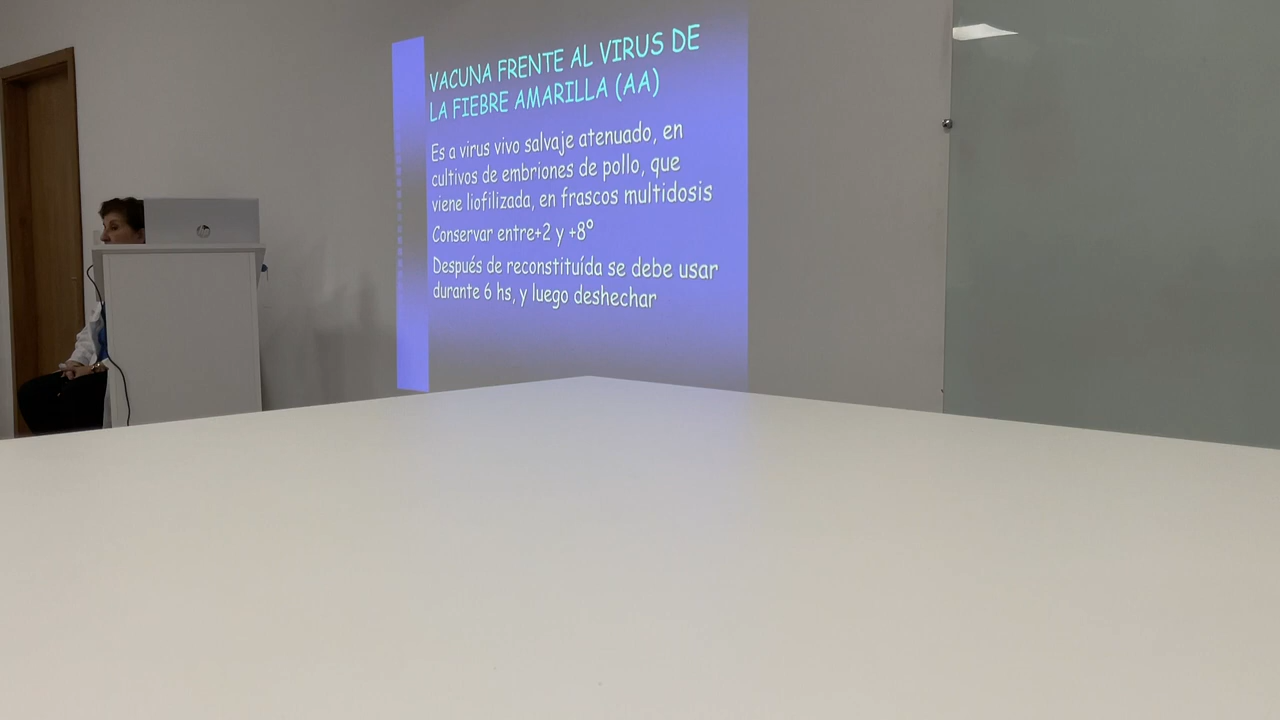 VACUNA FRENTE AL VIRUS DE
LA FIEBRE AMARILLA (AA)
Es a virus vivo salvaje atenuado, en
cultivos de embriones de pollo, que
viene liofilizada, en frascos multidosis
Conservar entre+2 y +8º
Después de reconstituída se debe usar
durante 6 hs, y luego deshechar